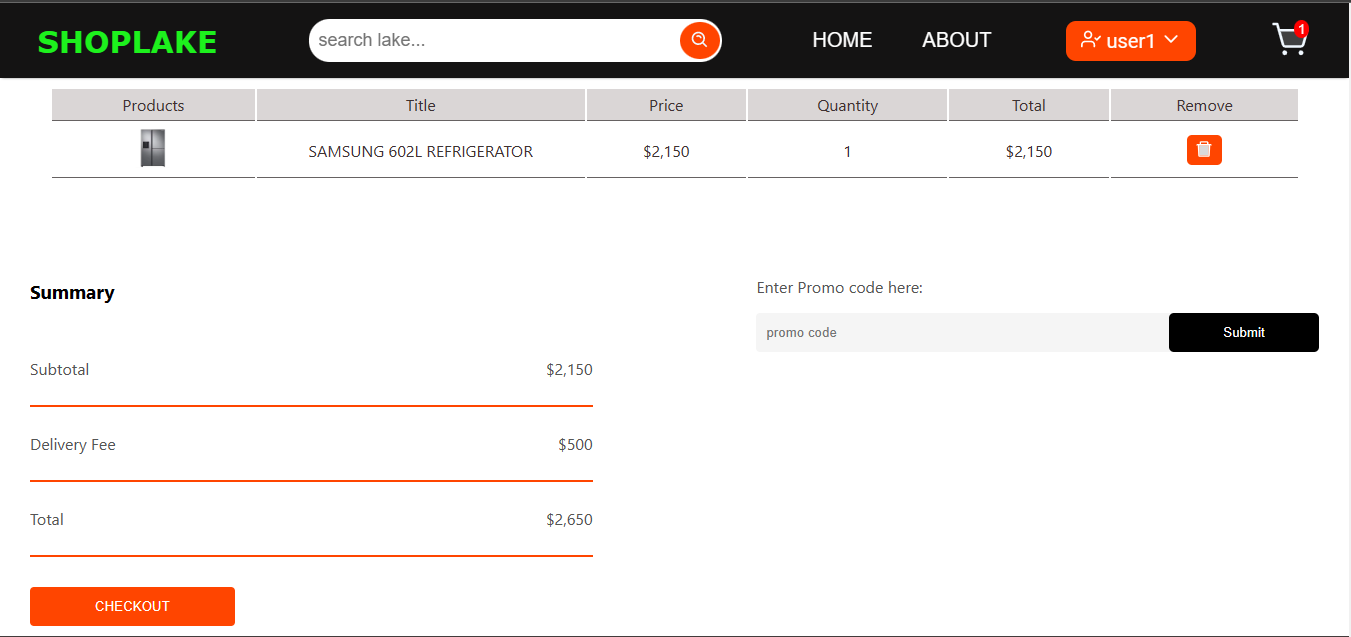 SHOPLAKE search lake... HOME ABOUT user1 1
Products Title Price Quantity Total Remove
SAMSUNG 602L REFRIGERATOR $2,150 1 $2,150
Summary
Subtotal $2,150
Delivery Fee $500
Total $2,650
CHECKOUT
Enter Promo code here:
promo code Submit